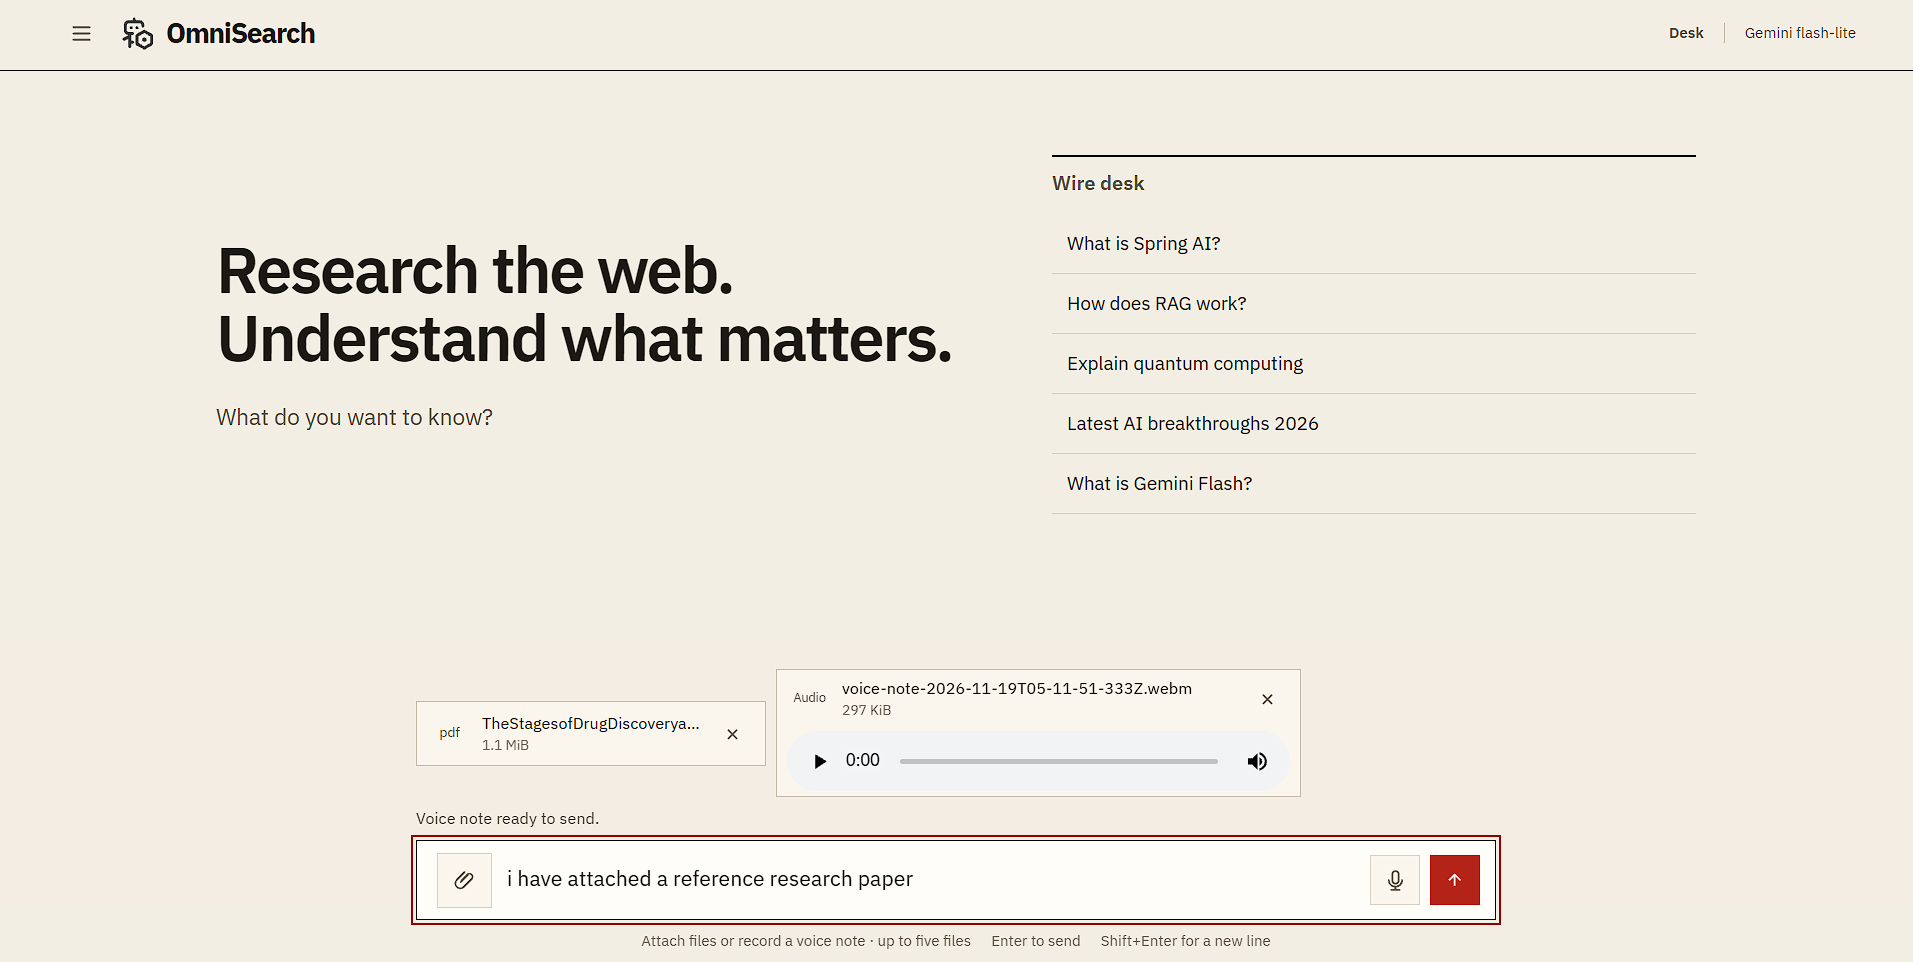 OmniSearch
Desk
Gemini flash-lite
Research the web.
Understand what matters.
What do you want to know?
Wire desk
What is Spring AI?
How does RAG work?
Explain quantum computing
Latest AI breakthroughs 2026
What is Gemini Flash?
pdf
TheStagesofDrugDiscoverya...
1.1 MiB
Audio
voice-note-2026-11-19T05-11-51-333Z.webm
297 KiB
0:00
Voice note ready to send.
i have attached a reference research paper
Attach files or record a voice note · up to five files
Enter to send
Shift+Enter for a new line